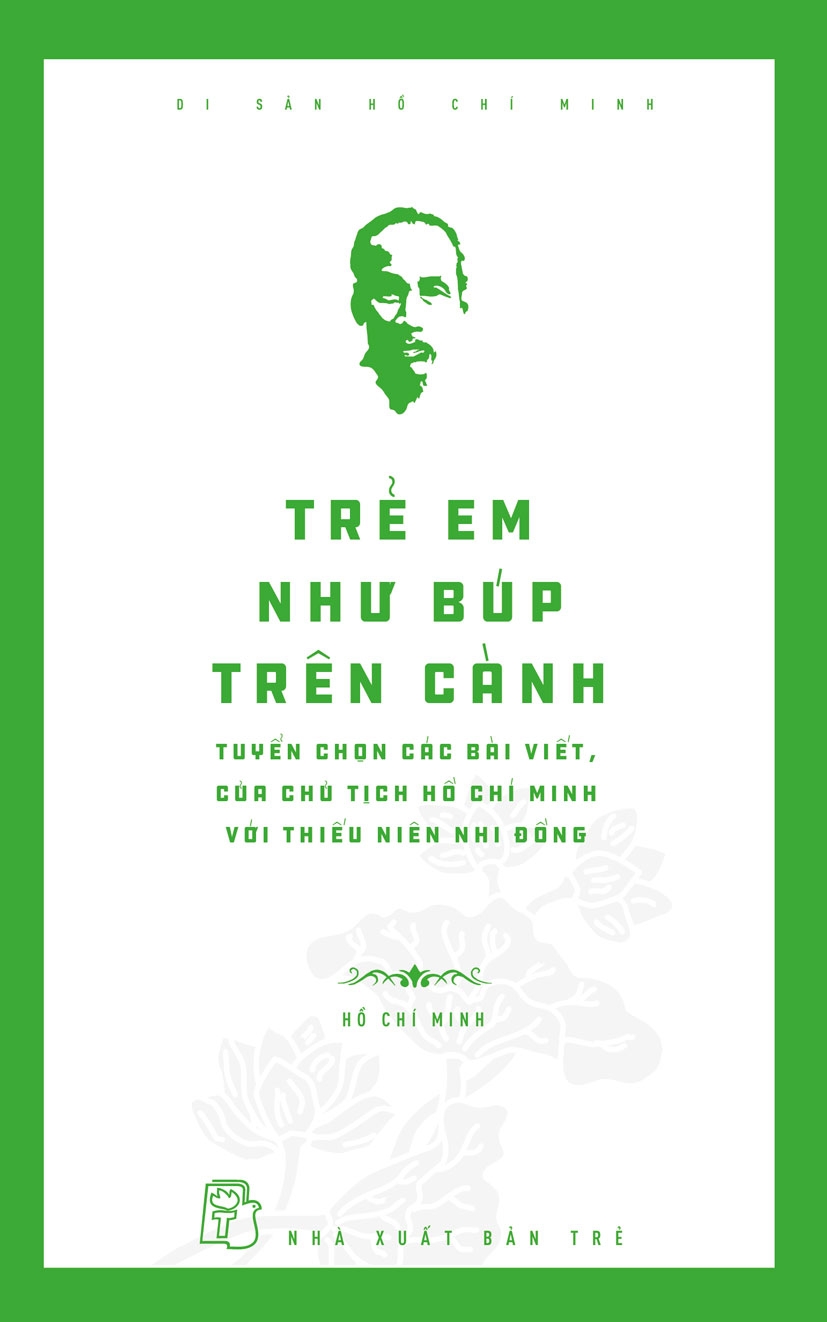 DI SẢN HỒ CHÍ MINH
TRẺ EM
NHƯ BÚP
TRÊN CÀNH
TUYỂN CHỌN CÁC BÀI VIẾT,
CỦA CHỦ TỊCH HỒ CHÍ MINH
VỚI THIẾU NIÊN NHI ĐỒNG
HỒ CHÍ MINH
T
NHÀ XUẤT BẢN TRẺ